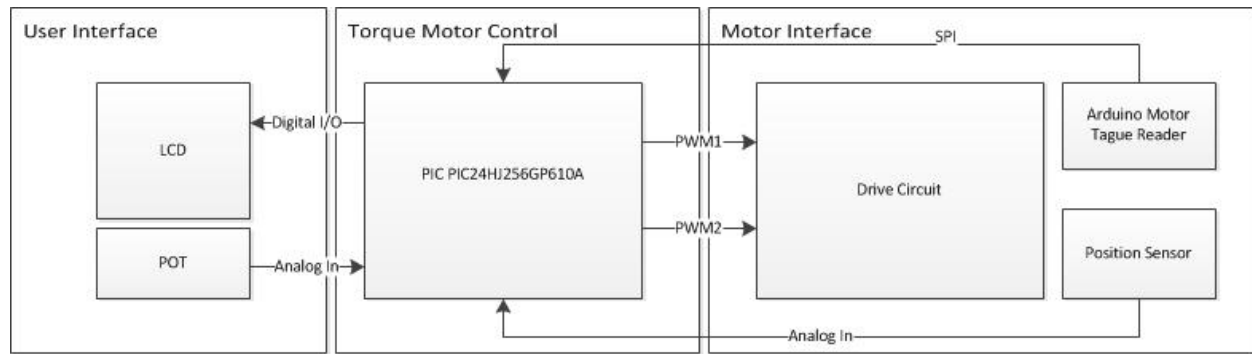 User Interface
Torque Motor Control
Motor Interface
SPI
LCD
Digital I/O
PIC PIC24HJ256GP610A
PWM1
Drive Circuit
Arduino Motor
Tague Reader
PWM2
POT
Analog In
Position Sensor
Analog In